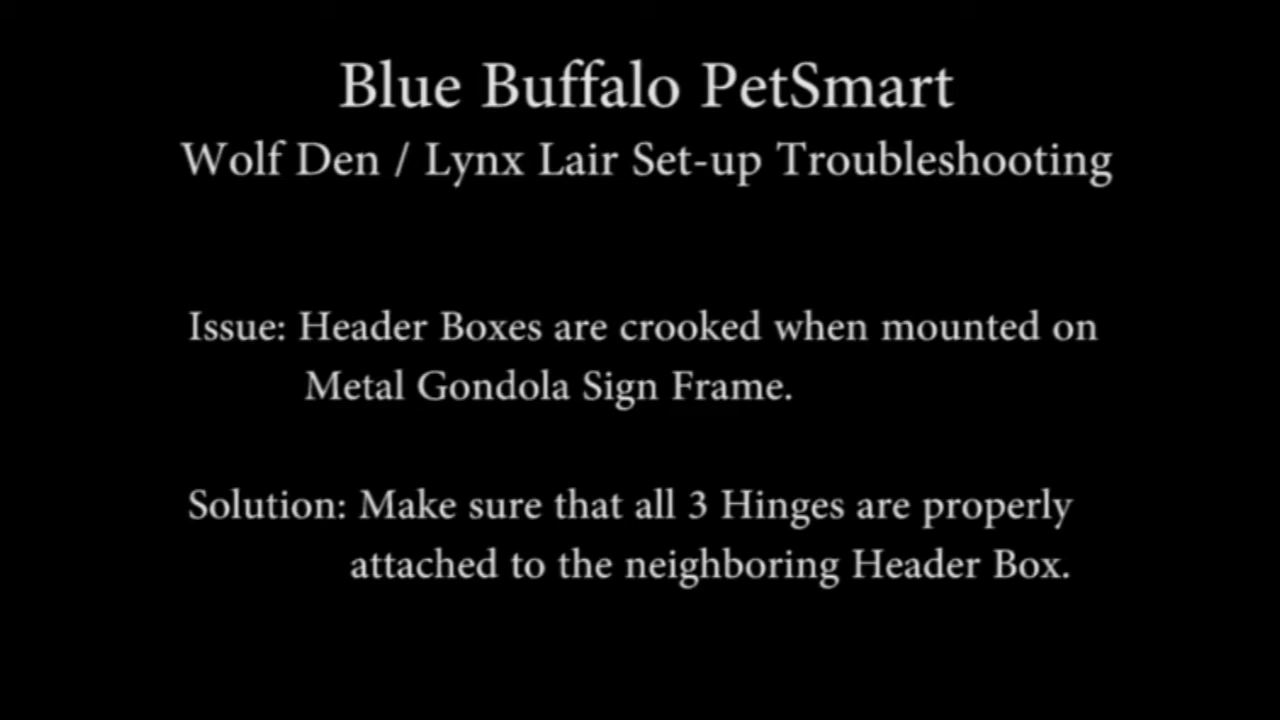 Blue Buffalo PetSmart
Wolf Den / Lynx Lair Set-up Troubleshooting
Issue: Header Boxes are crooked when mounted on
Metal Gondola Sign Frame.
Solution: Make sure that all 3 Hinges are properly
attached to the neighboring Header Box.